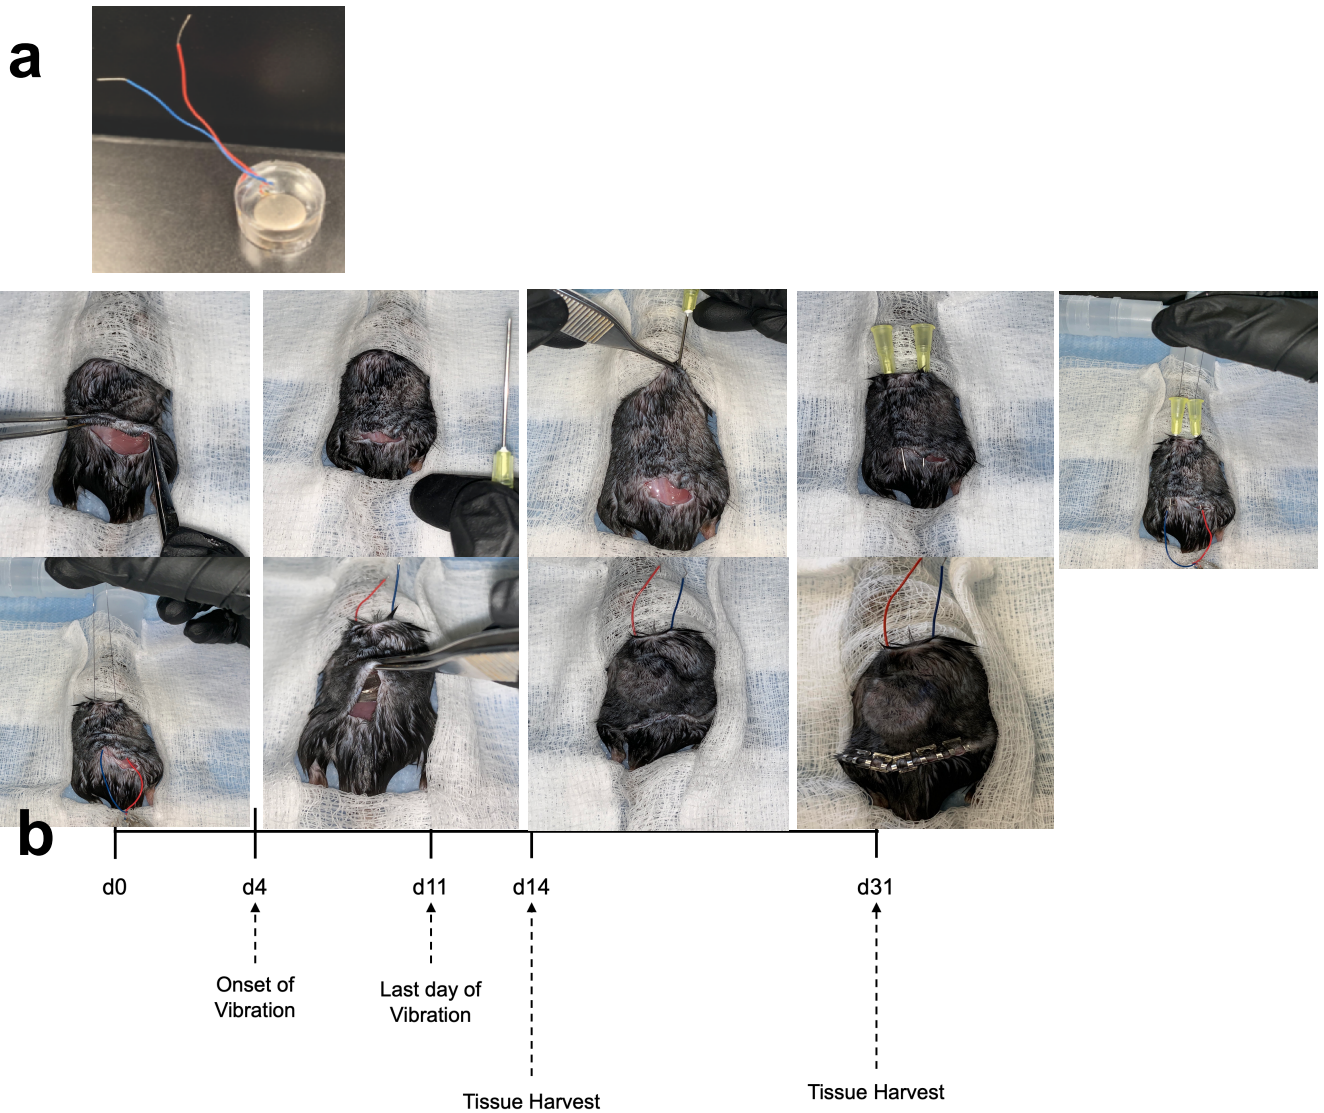 a
b
d0
d4
d11
d14
d31
Onset of
Vibration
Last day of
Vibration
Tissue Harvest
Tissue Harvest